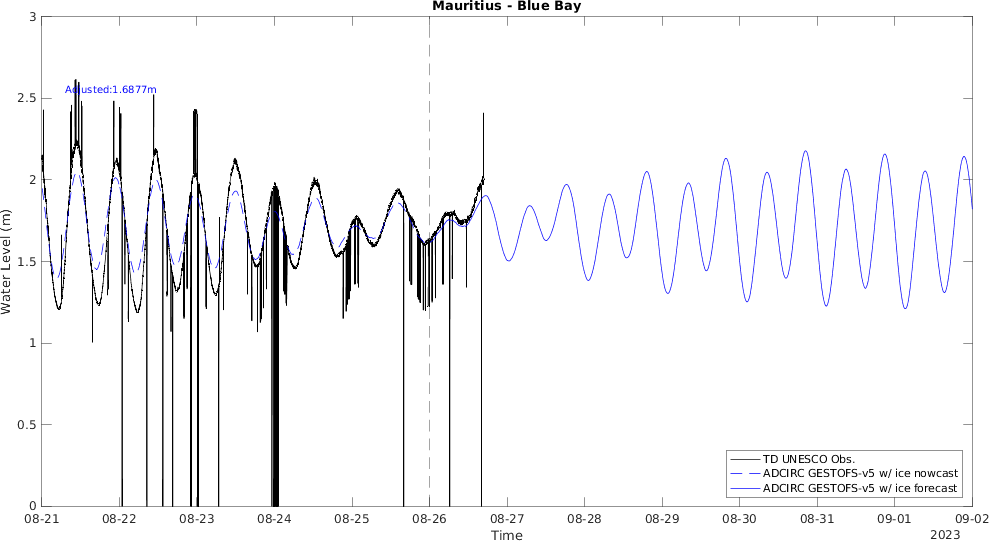 Mauritius - Blue Bay
3
2.5
2
1.5
1
0.5
0
Water Level (m)
Adjusted:1.6877m
TD UNESCO Obs.
ADCIRC GESTOFS-v5 w/ ice nowcast
ADCIRC GESTOFS-v5 w/ ice forecast
08-21 08-22 08-23 08-24 08-25 08-26 08-27 08-28 08-29 08-30 08-31 09-01 09-02
Time
2023